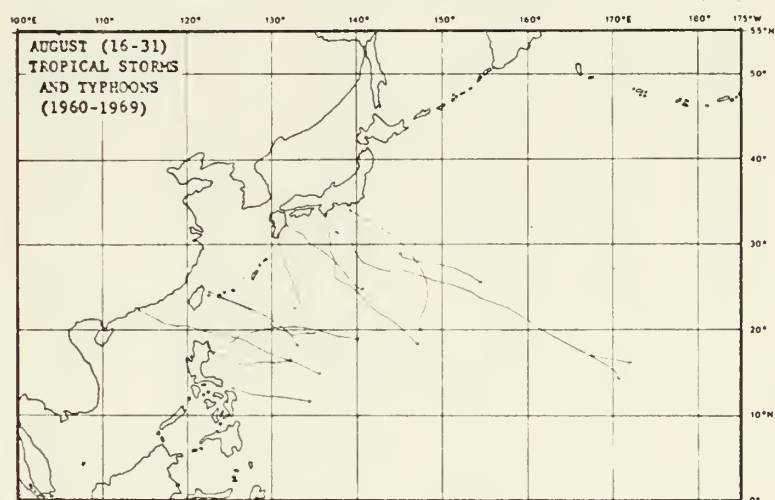 100°E 110° 120° 130° 140° 150° 160° 170° 175°W
AUGUST (16-31)
TROPICAL STORMS
AND TYPHOONS
(1960-1969)
55°N
50°
40°
30°
20°
10°N
0°